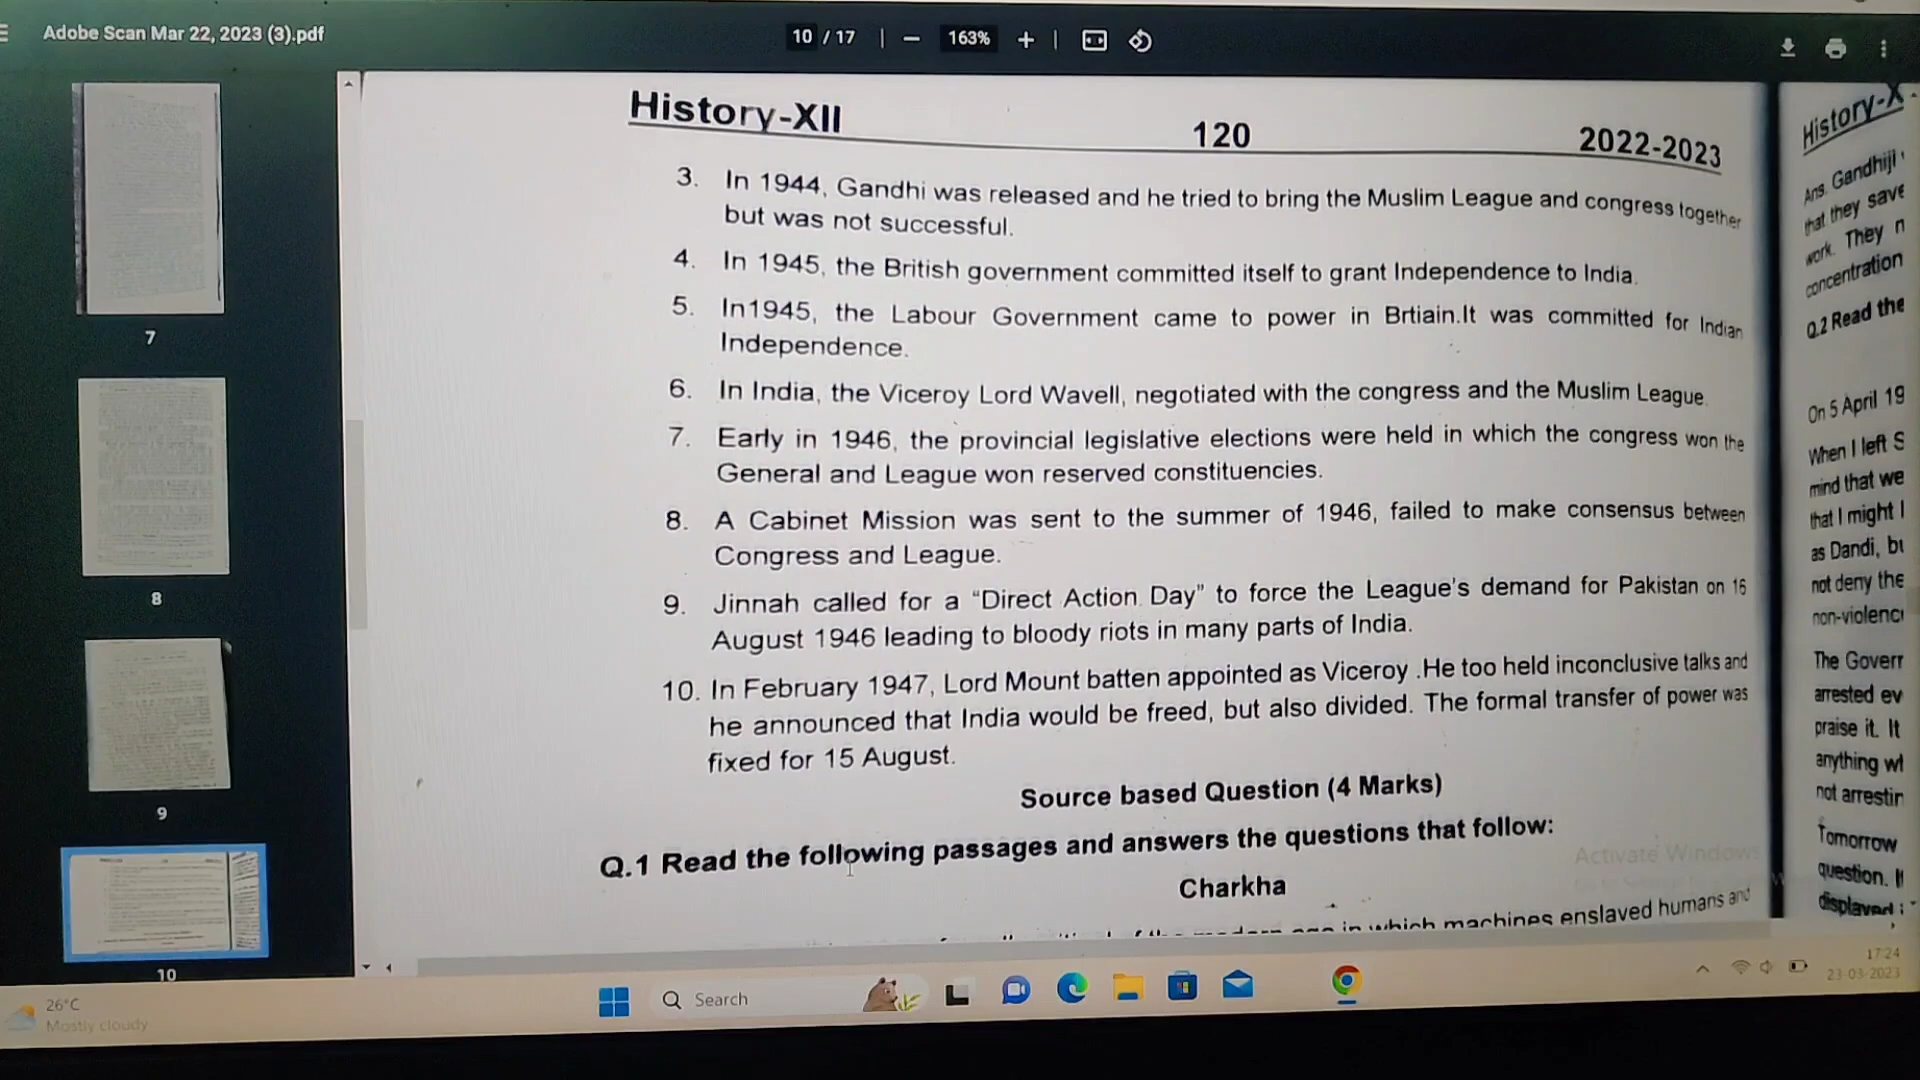 Adobe Scan Mar 22, 2023 (3).pdf
10 / 17 | — 163% + |
History-XII 120 2022-2023
3. In 1944, Gandhi was released and he tried to bring the Muslim League and congress together
but was not successful.
4. In 1945, the British government committed itself to grant Independence to India.
5. In1945, the Labour Government came to power in Brtiain.It was committed for Indian
Independence.
6. In India, the Viceroy Lord Wavell, negotiated with the congress and the Muslim League.
7. Early in 1946, the provincial legislative elections were held in which the congress won the
General and League won reserved constituencies.
8. A Cabinet Mission was sent to the summer of 1946, failed to make consensus between
Congress and League.
9. Jinnah called for a “Direct Action Day” to force the League's demand for Pakistan on 16
August 1946 leading to bloody riots in many parts of India.
10. In February 1947, Lord Mount batten appointed as Viceroy .He too held inconclusive talks and
he announced that India would be freed, but also divided. The formal transfer of power was
fixed for 15 August.
Source based Question (4 Marks)
Q.1 Read the following passages and answers the questions that follow:
Charkha
in which machines enslaved humans and
History-X
Ans. Gandhiji
that they save
work. They
concentration
Q.2 Read the
On 5 April 19
When I left S
mind that we
that I might
as Dandi,
not deny the
non-violenc
The Govern
arrested ev
praise it. It
anything
not arrestin
Tomorrow
question.
displayed
7
8
9
10
Activate Windows
26°C
Mostly cloudy
Search
17:24
23-03-2023